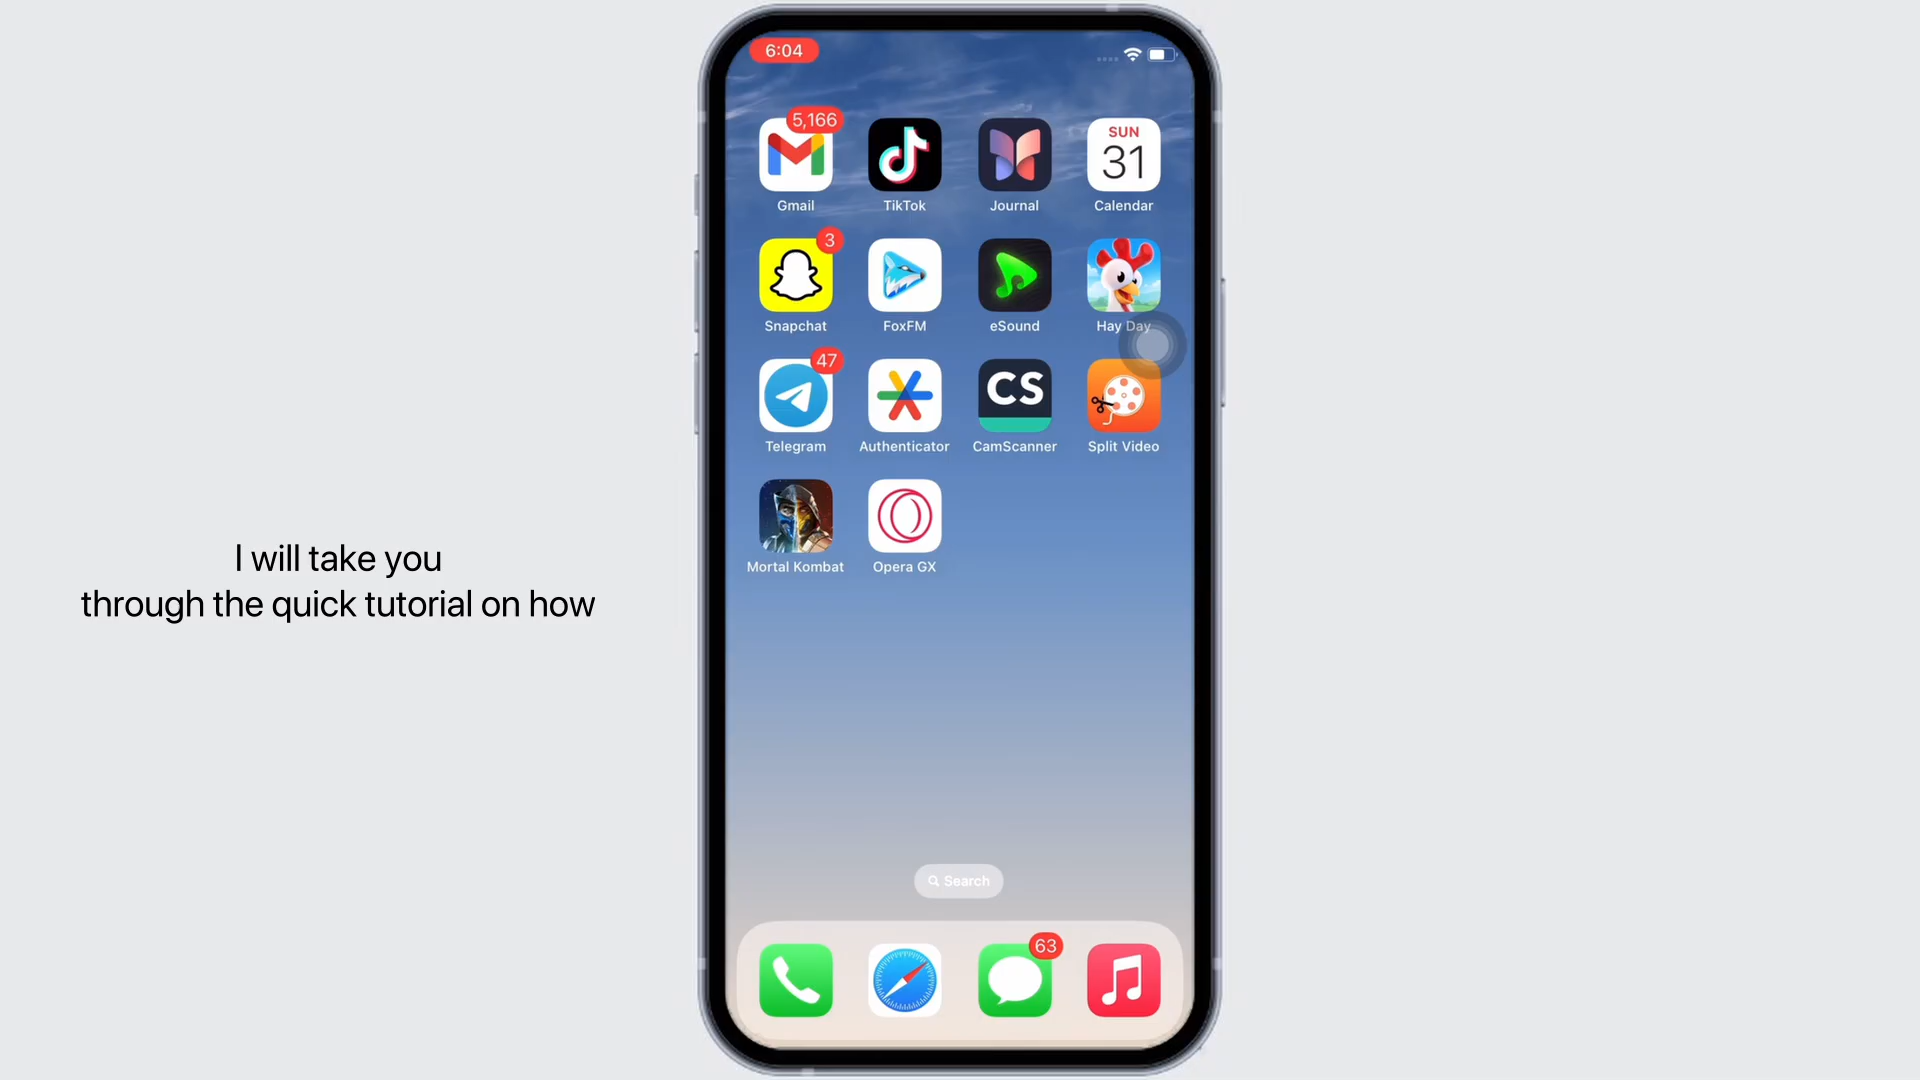 6:04
5,166
SUN
31
Gmail
TikTok
Journal
Calendar
3
Snapchat
FoxFM
eSound
Hay Day
47
CS
Telegram
Authenticator
CamScanner
Split Video
Mortal Kombat
Opera GX
I will take you
through the quick tutorial on how
Search
63